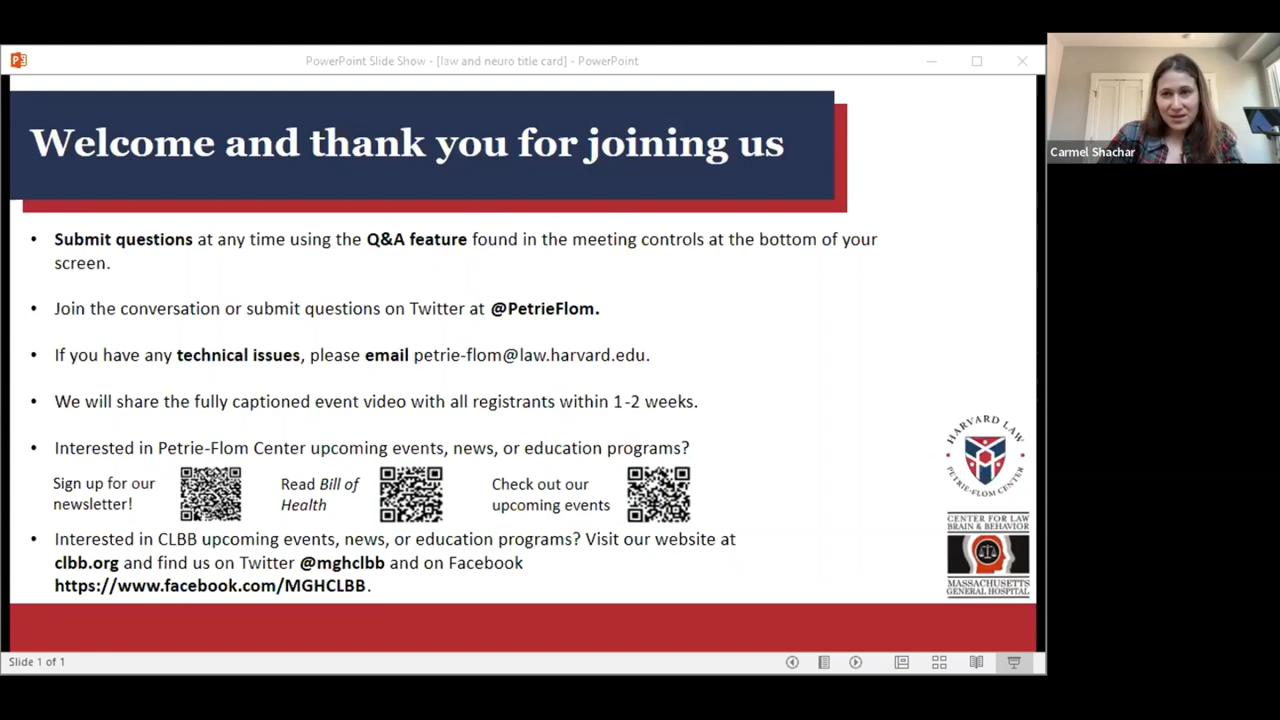 PowerPoint Slide Show - [law and neuro title card] - PowerPoint
Welcome and thank you for joining us
• Submit questions at any time using the Q&A feature found in the meeting controls at the bottom of your
screen.
• Join the conversation or submit questions on Twitter at @PetrieFlom.
• If you have any technical issues, please email petrie-flom@law.harvard.edu.
• We will share the fully captioned event video with all registrants within 1-2 weeks.
• Interested in Petrie-Flom Center upcoming events, news, or education programs?
Sign up for our
newsletter!
Read Bill of
Health
Check out our
upcoming events
• Interested in CLBB upcoming events, news, or education programs? Visit our website at
clbb.org and find us on Twitter @mghclbb and on Facebook
https://www.facebook.com/MGHCLBB.
HARVARD LAW
PETRIE-FLOM CENTER
CENTER FOR LAW
BRAIN & BEHAVIOR
MASSACHUSETTS
GENERAL HOSPITAL
Slide 1 of 1
Carmel Shachar